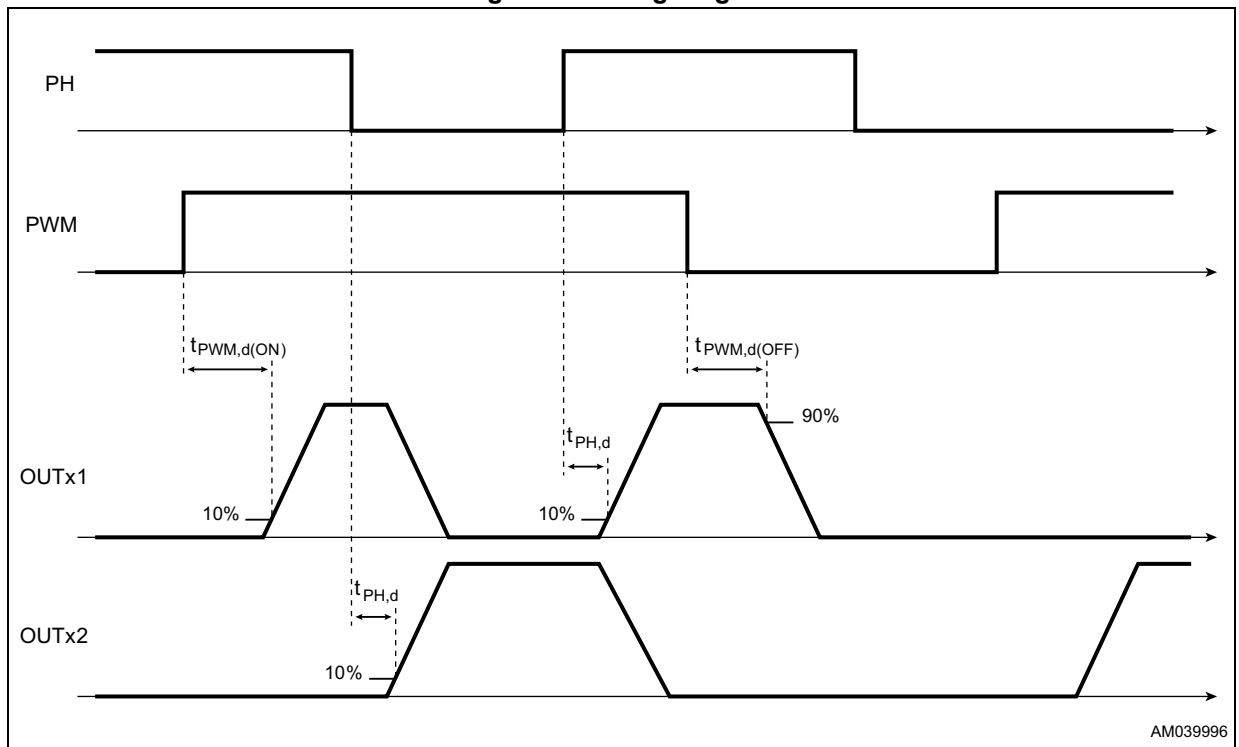 PH
PWM
tPWM,d(ON)
tPWM,d(OFF)
90%
tPH,d
OUTx1
10%
10%
tPH,d
OUTx2
10%
AM039996